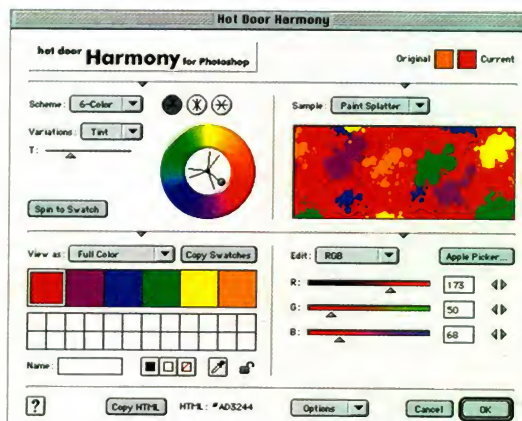 Hot Door Harmony
hot door Harmony for Photoshop
Original Current
Scheme: 6-Color
Sample: Paint Splatter
Variations: Tint
T:
Spin to Swatch
View as: Full Color Copy Swatches
Edit: RGB Apple Picker...
R: 173
G: 50
B: 68
Name:
? Copy HTML HTML: #AD3244 Options Cancel OK